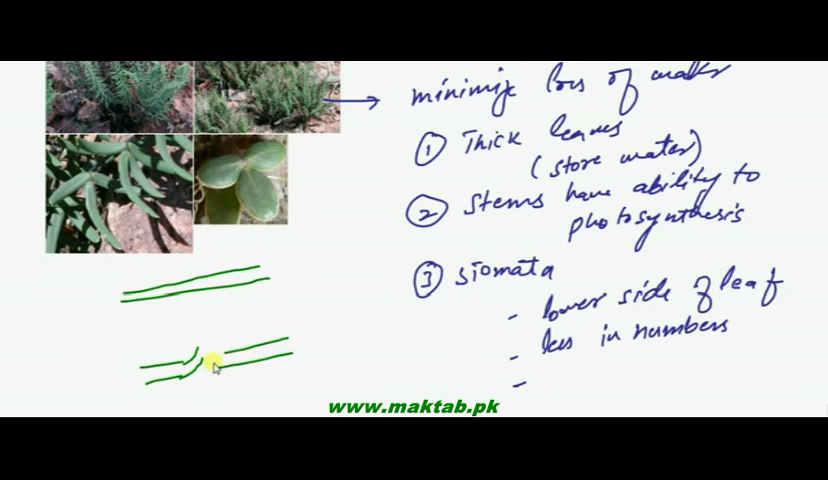 minimize loss of water
① Thick leaves
(store water)
② stems have ability to
photosynthesis
③ stomata
- lower side of leaf
- less in numbers
-
www.maktab.pk